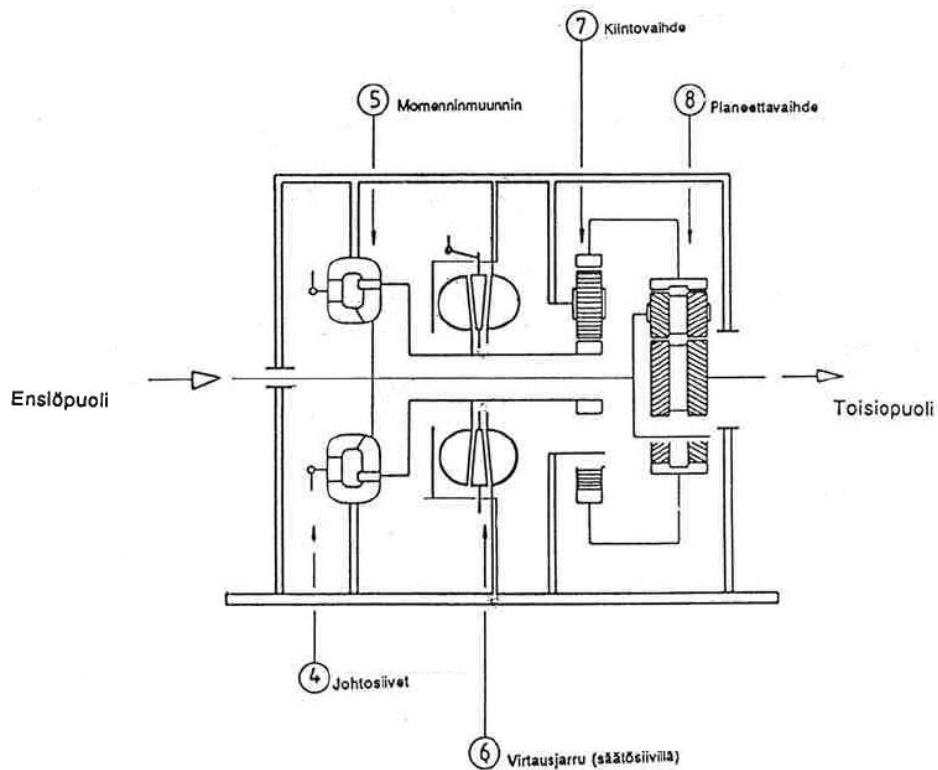 7 Kiintovaihde
5 Momenninmuunnin
8 Planeettavaihde
Ensiöpuoli
Toisiopuoli
4 Johtosiivet
6 Virtausjarru (säätösiivillä)